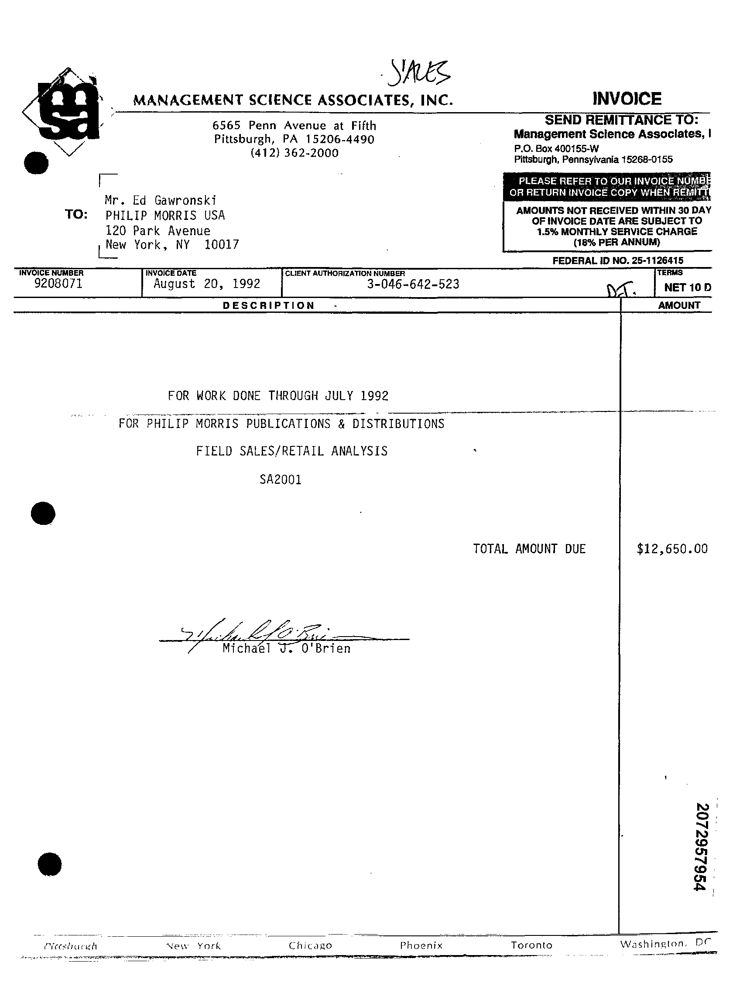 SALES
msa
MANAGEMENT SCIENCE ASSOCIATES, INC.
6565 Penn Avenue at Fifth
Pittsburgh, PA 15206-4490
(412) 362-2000
INVOICE
SEND REMITTANCE TO:
Management Science Associates, I
P.O. Box 400155-W
Pittsburgh, Pennsylvania 15268-0155
PLEASE REFER TO OUR INVOICE NUMBE
OR RETURN INVOICE COPY WHEN REMITT
AMOUNTS NOT RECEIVED WITHIN 30 DAY
OF INVOICE DATE ARE SUBJECT TO
1.5% MONTHLY SERVICE CHARGE
(18% PER ANNUM)
FEDERAL ID NO. 25-1126415
TO:
Mr. Ed Gawronski
PHILIP MORRIS USA
120 Park Avenue
New York, NY 10017
INVOICE NUMBER
9208071
INVOICE DATE
August 20, 1992
CLIENT AUTHORIZATION NUMBER
3-046-642-523
TERMS
NET 10 D
DESCRIPTION
AMOUNT
FOR WORK DONE THROUGH JULY 1992
FOR PHILIP MORRIS PUBLICATIONS & DISTRIBUTIONS
FIELD SALES/RETAIL ANALYSIS
SA2001
TOTAL AMOUNT DUE $12,650.00
Michael J. O'Brien
Michael J. O'Brien
2072957954
Pittsburgh New York Chicago Phoenix Toronto Washington, DC